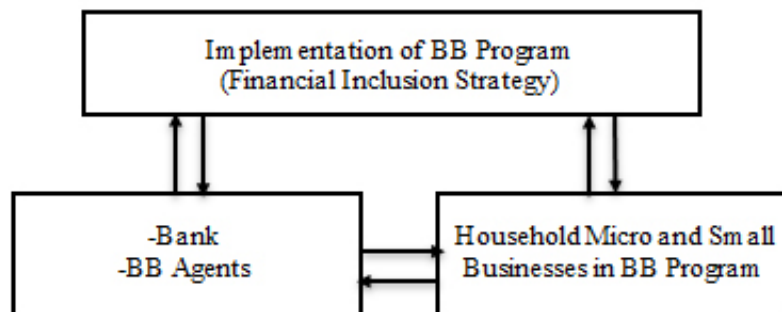 Implementation of BB Program
(Financial Inclusion Strategy)
-Bank
-BB Agents
Household Micro and Small
Businesses in BB Program